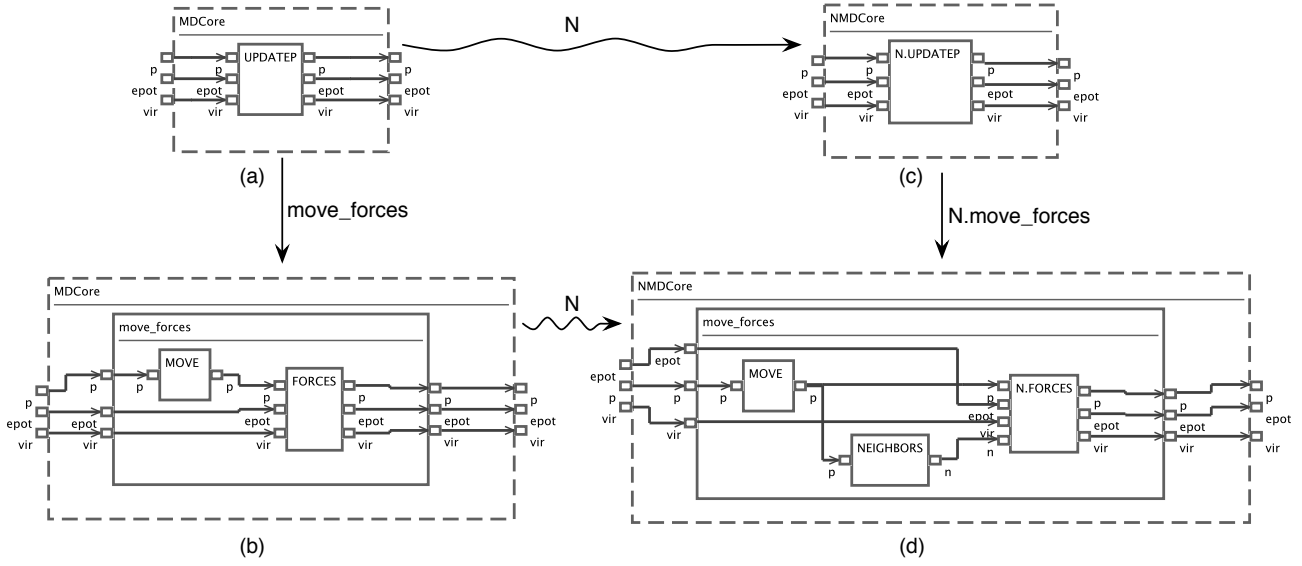 MDCore
UPDATEP
p p p p
epot epot epot epot
vir vir vir vir
(a)
N
NMDCore
N.UPDATEP
p p p p
epot epot epot epot
vir vir vir vir
(c)
move_forces
N.move_forces
MDCore
move_forces
MOVE
FORCES
p p p p p p p p
epot epot epot epot epot epot
vir vir vir vir vir vir
(b)
N
NMDCore
move_forces
MOVE
N.FORCES
NEIGHBORS
epot epot epot epot epot epot
p p p p p p p p p
vir vir vir vir vir vir
n n
(d)